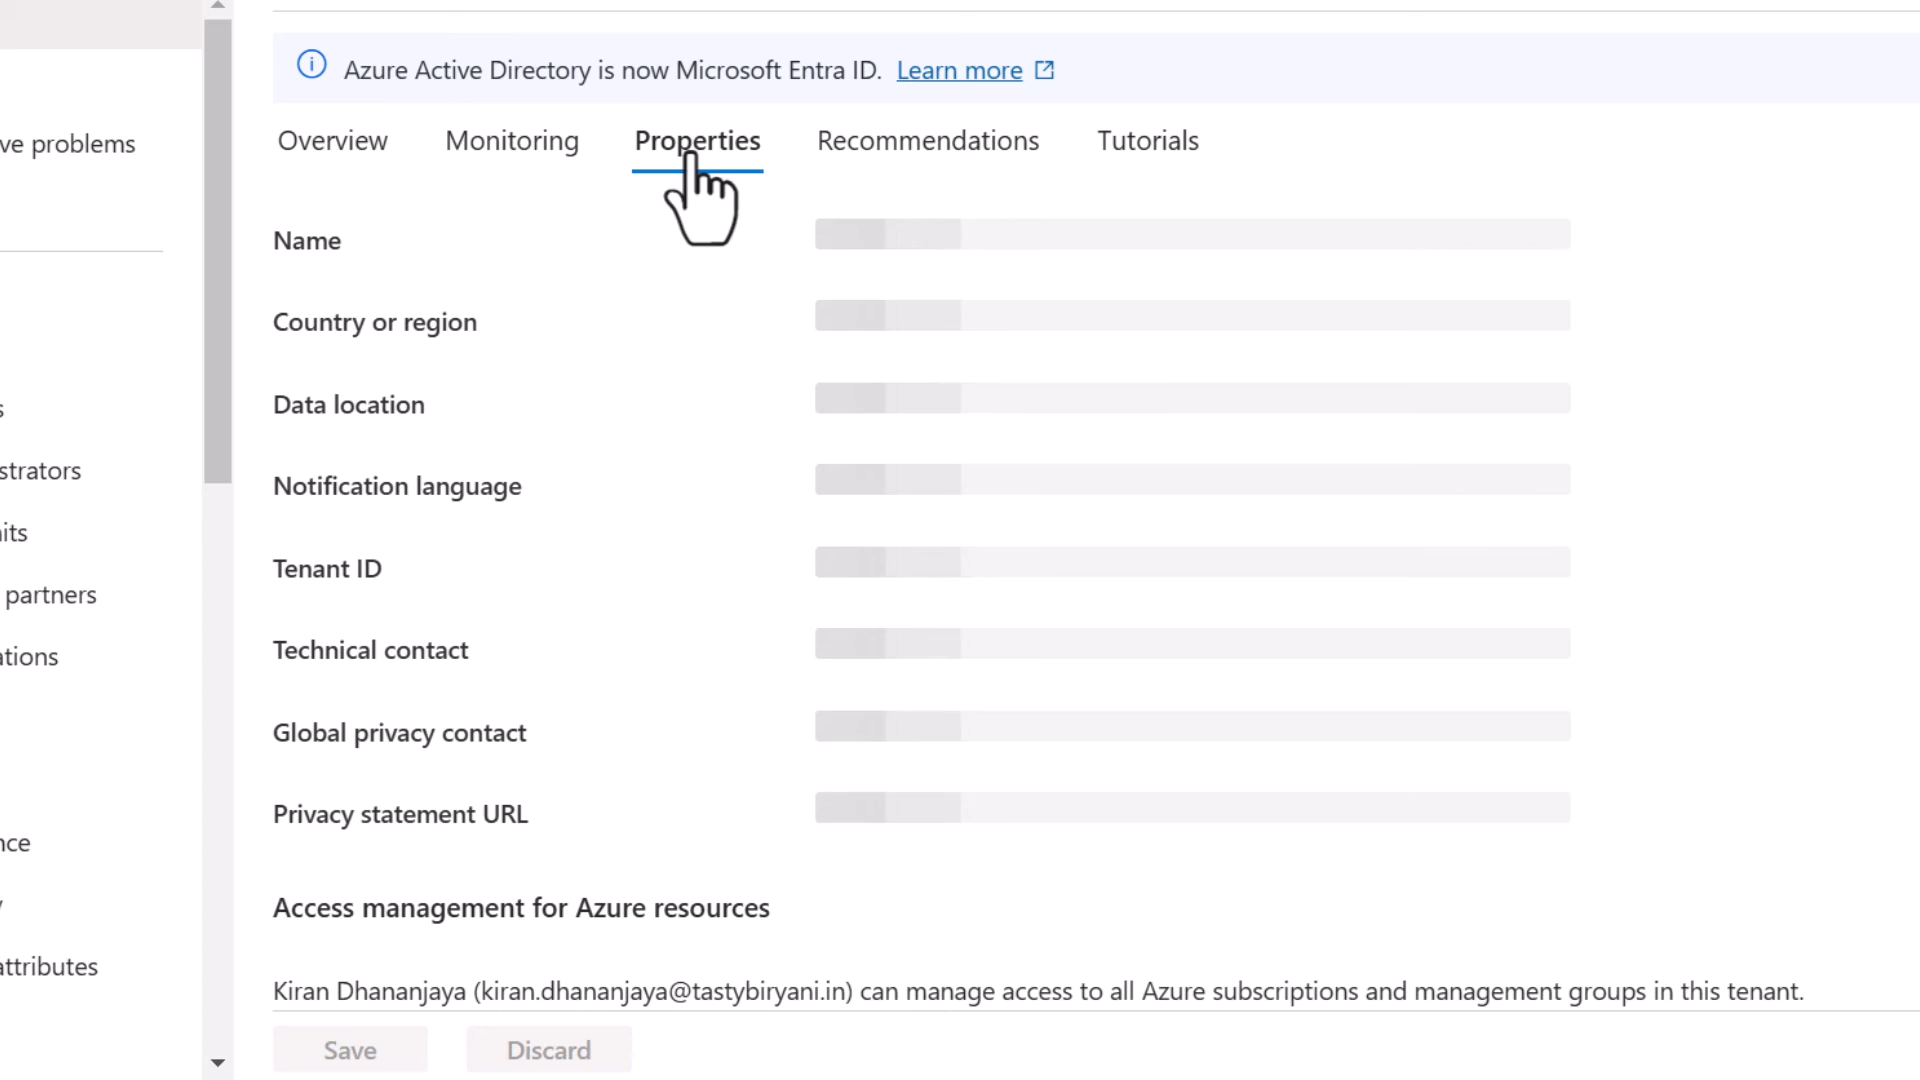 Azure Active Directory is now Microsoft Entra ID. Learn more
Overview Monitoring Properties Recommendations Tutorials
ve problems
Name
Country or region
Data location
s
Notification language
strators
its
Tenant ID
partners
Technical contact
ations
Global privacy contact
Privacy statement URL
nce
y
Access management for Azure resources
attributes
Kiran Dhananjaya (kiran.dhananjaya@tastybiryani.in) can manage access to all Azure subscriptions and management groups in this tenant.
Save Discard